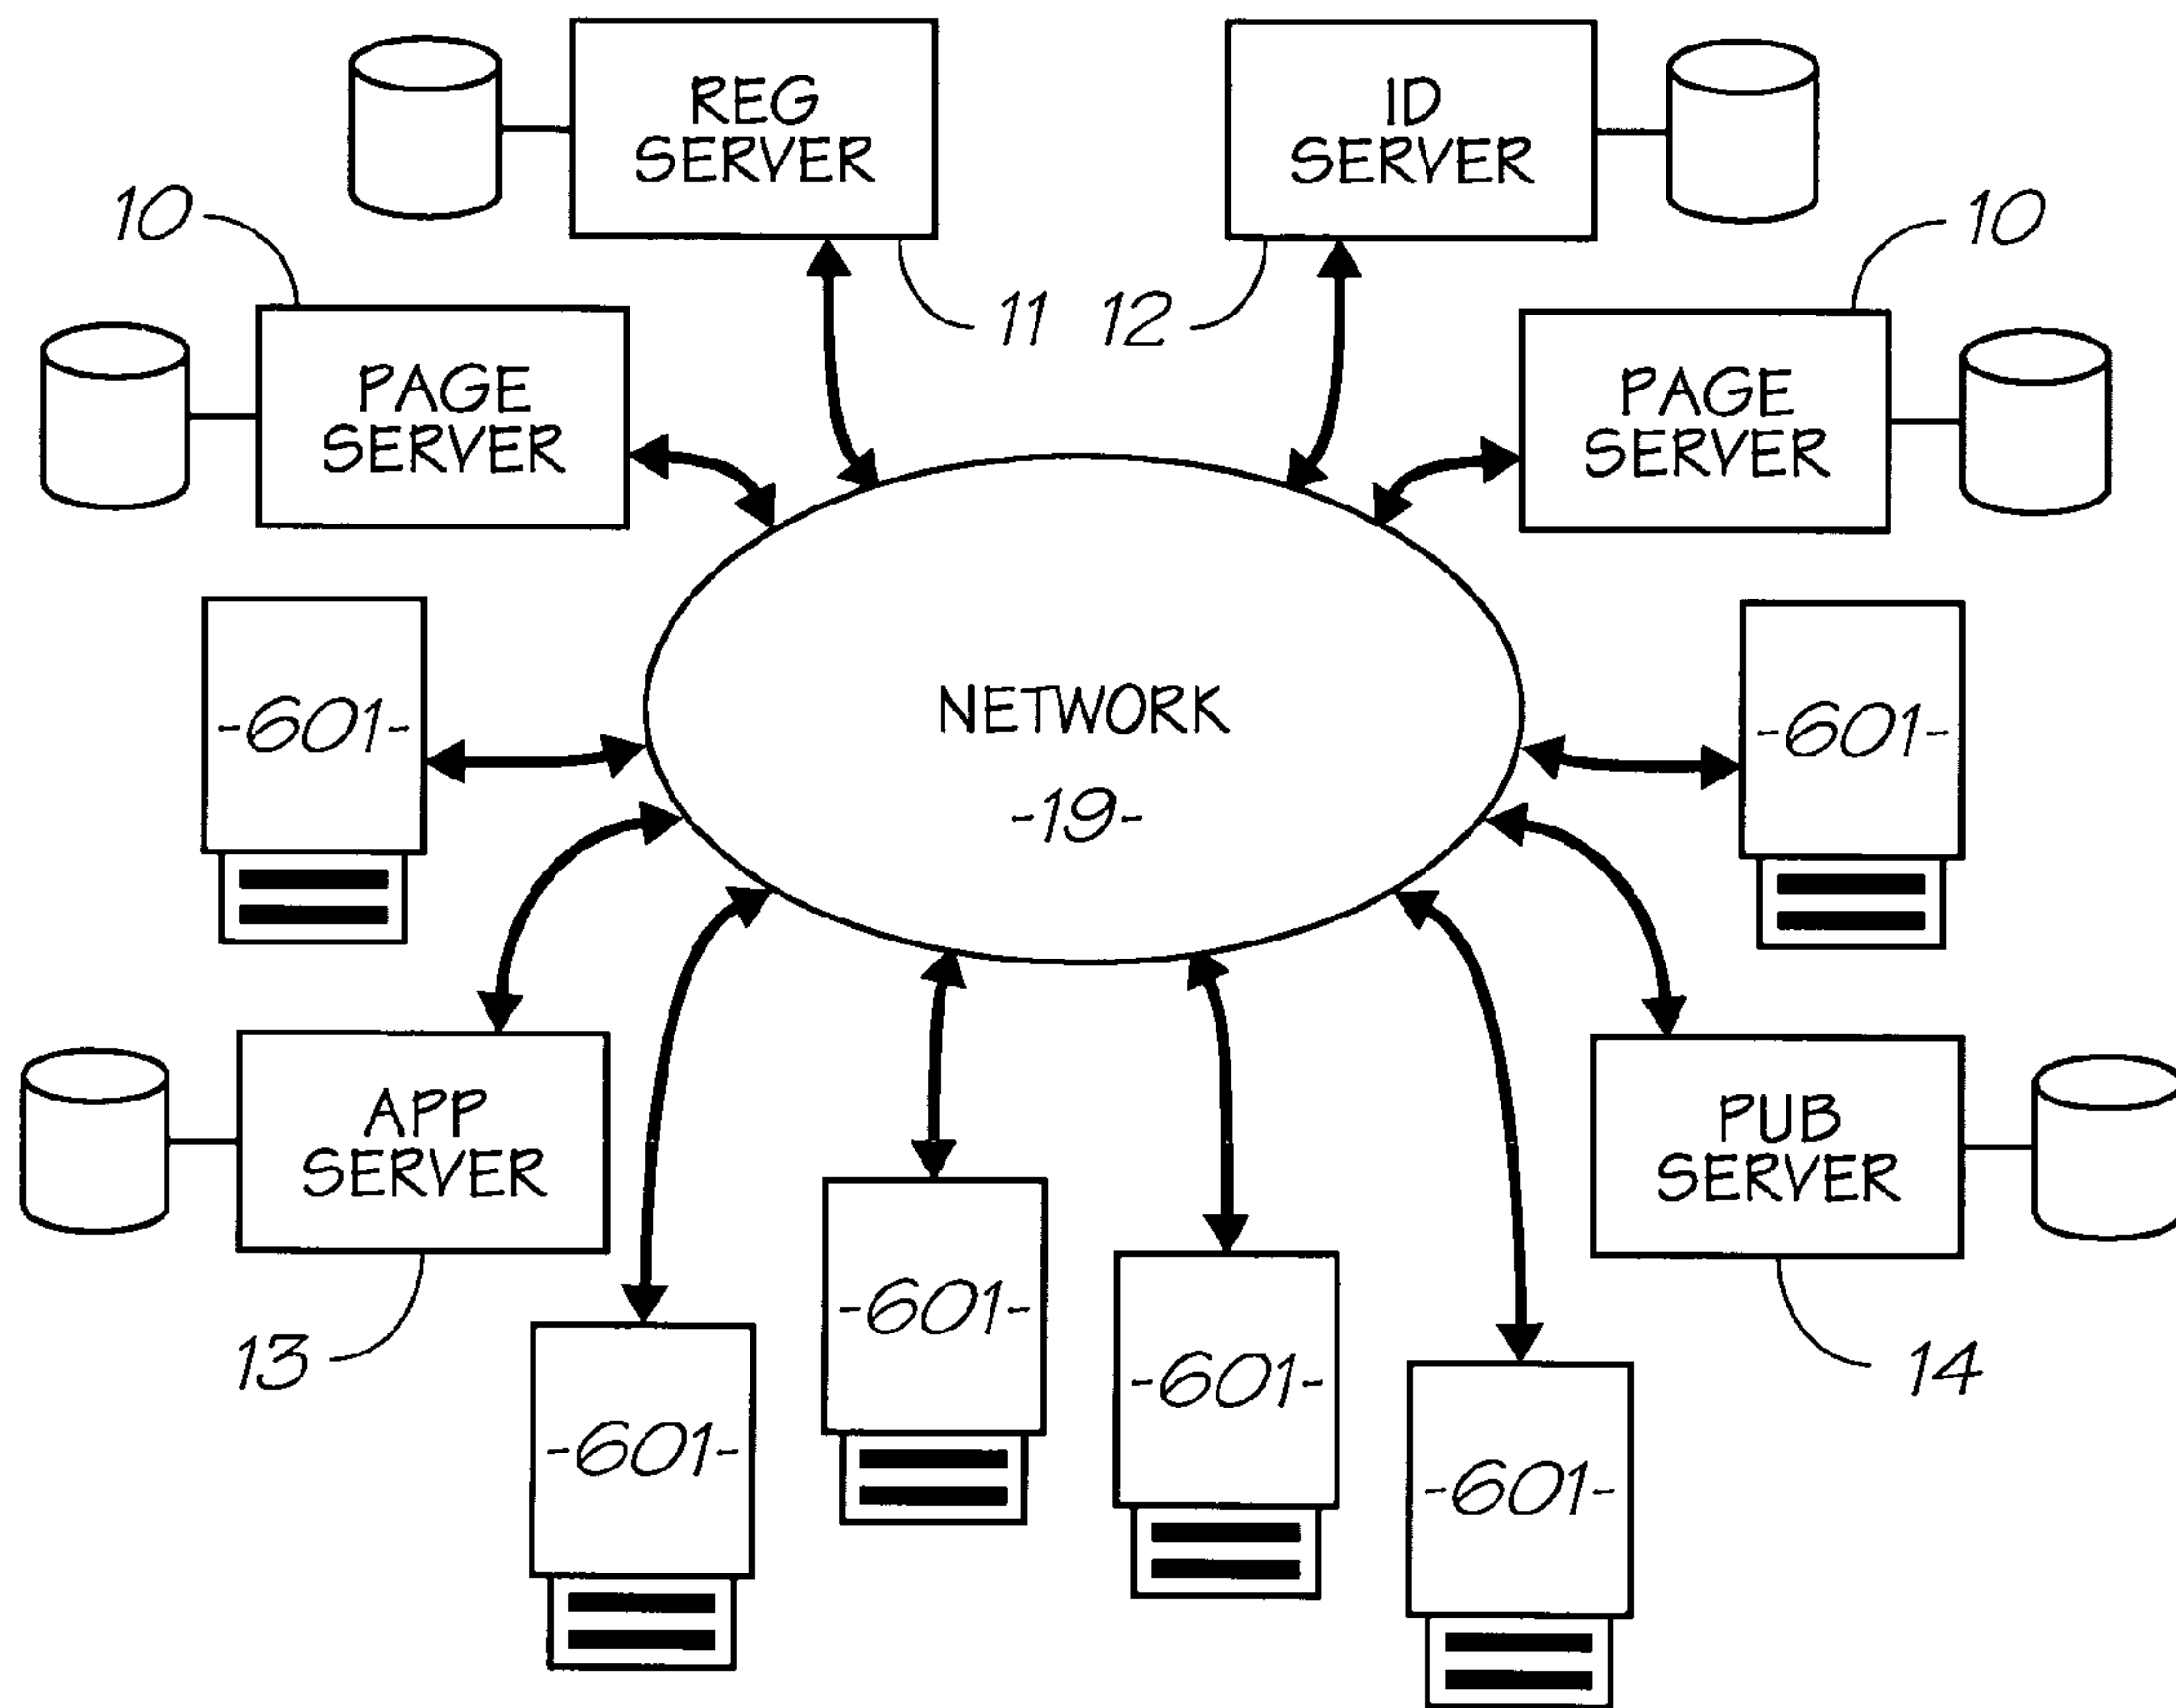 REG
SERVER
ID
SERVER
10
10
11
12
PAGE
SERVER
PAGE
SERVER
-601-
NETWORK
-19-
-601-
APP
SERVER
PUB
SERVER
13
-601-
-601-
-601-
-601-
14